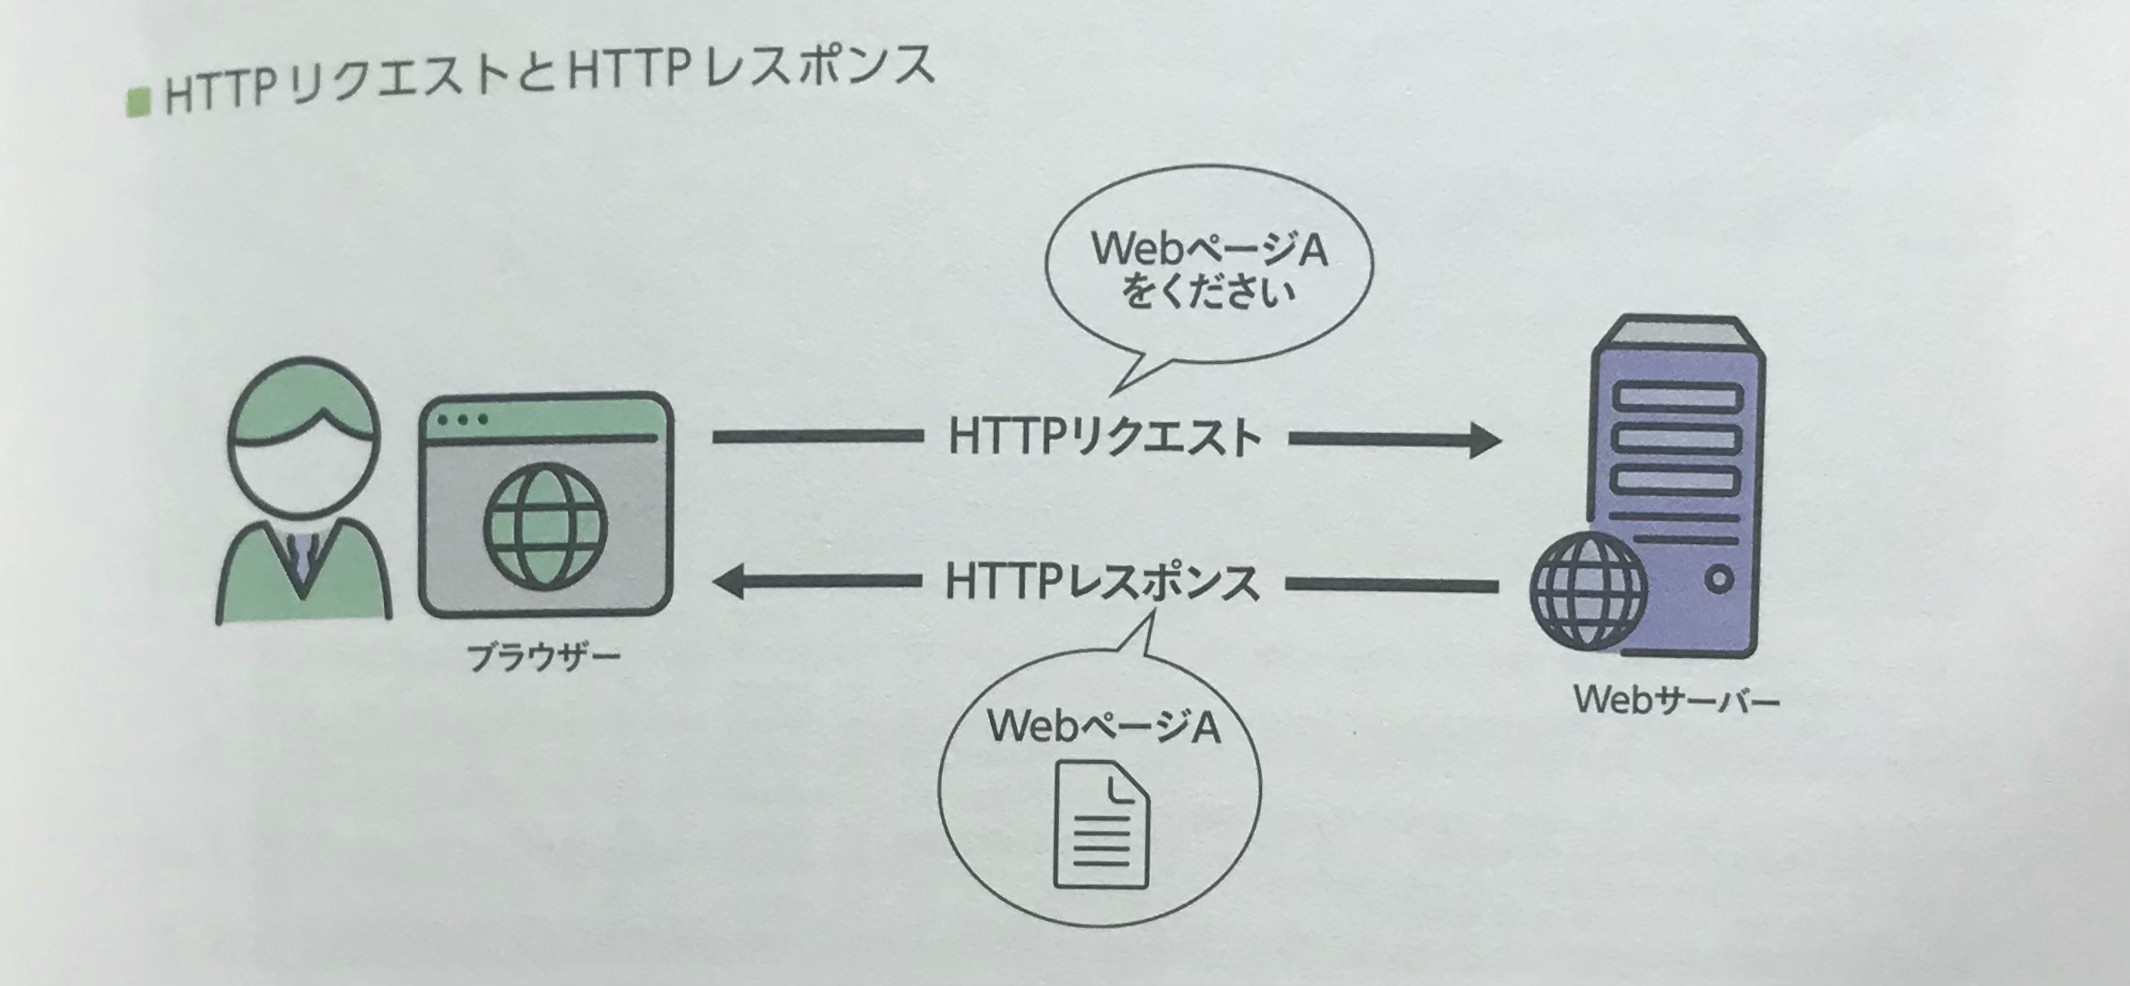 HTTPリクエストとHTTPレスポンス
WebページA
をください
HTTPリクエスト
HTTPレスポンス
ブラウザー
Webサーバー
WebページA